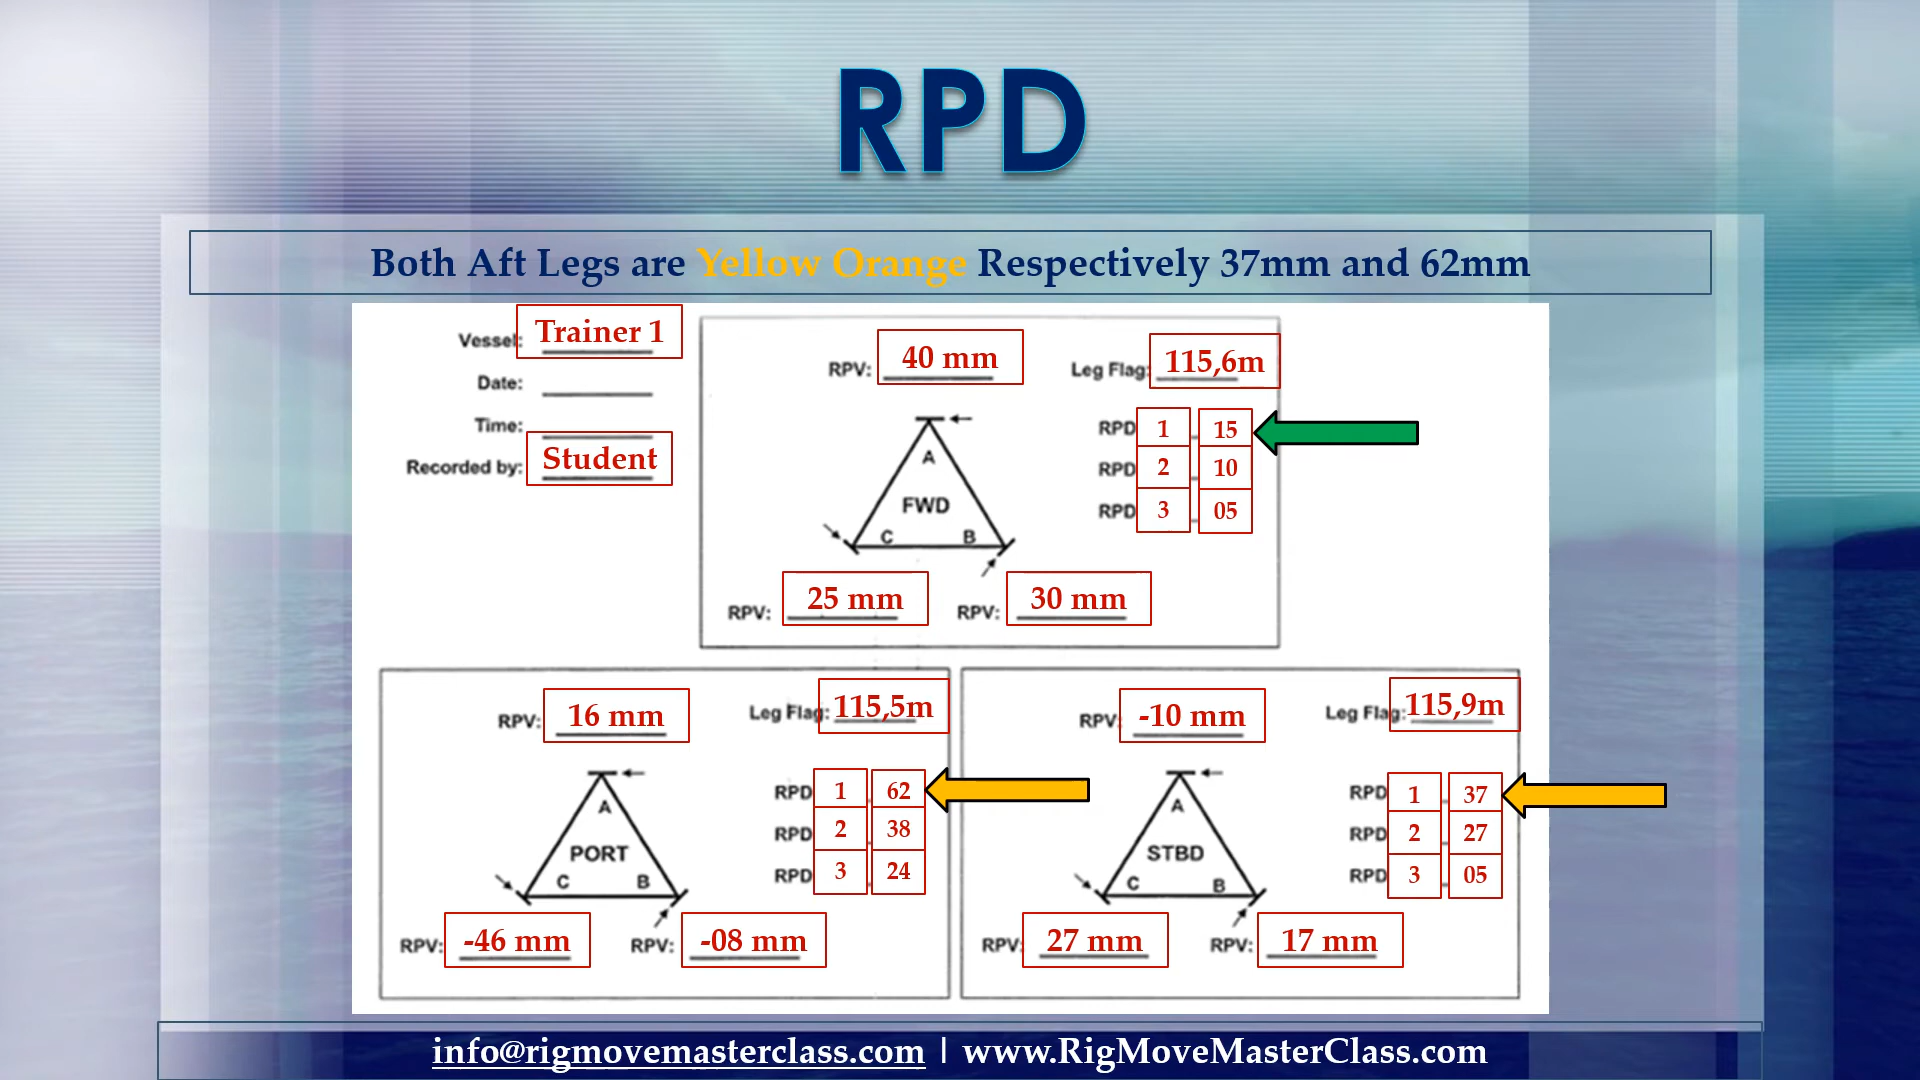 RPD
Both Aft Legs are Yellow Orange Respectively 37mm and 62mm
Vessel: Trainer 1
Date:
Time:
Recorded by: Student
RPV: 40 mm
Leg Flag: 115,6m
RPD 1 15
RPD 2 10
RPD 3 05
A
FWD
C B
RPV: 25 mm RPV: 30 mm
RPV: 16 mm
Leg Flag: 115,5m
RPD 1 62
RPD 2 38
RPD 3 24
A
PORT
C B
RPV: -46 mm RPV: -08 mm
RPV: -10 mm
Leg Flag: 115,9m
RPD 1 37
RPD 2 27
RPD 3 05
A
STBD
C B
RPV: 27 mm RPV: 17 mm
info@rigmovemasterclass.com | www.RigMoveMasterClass.com